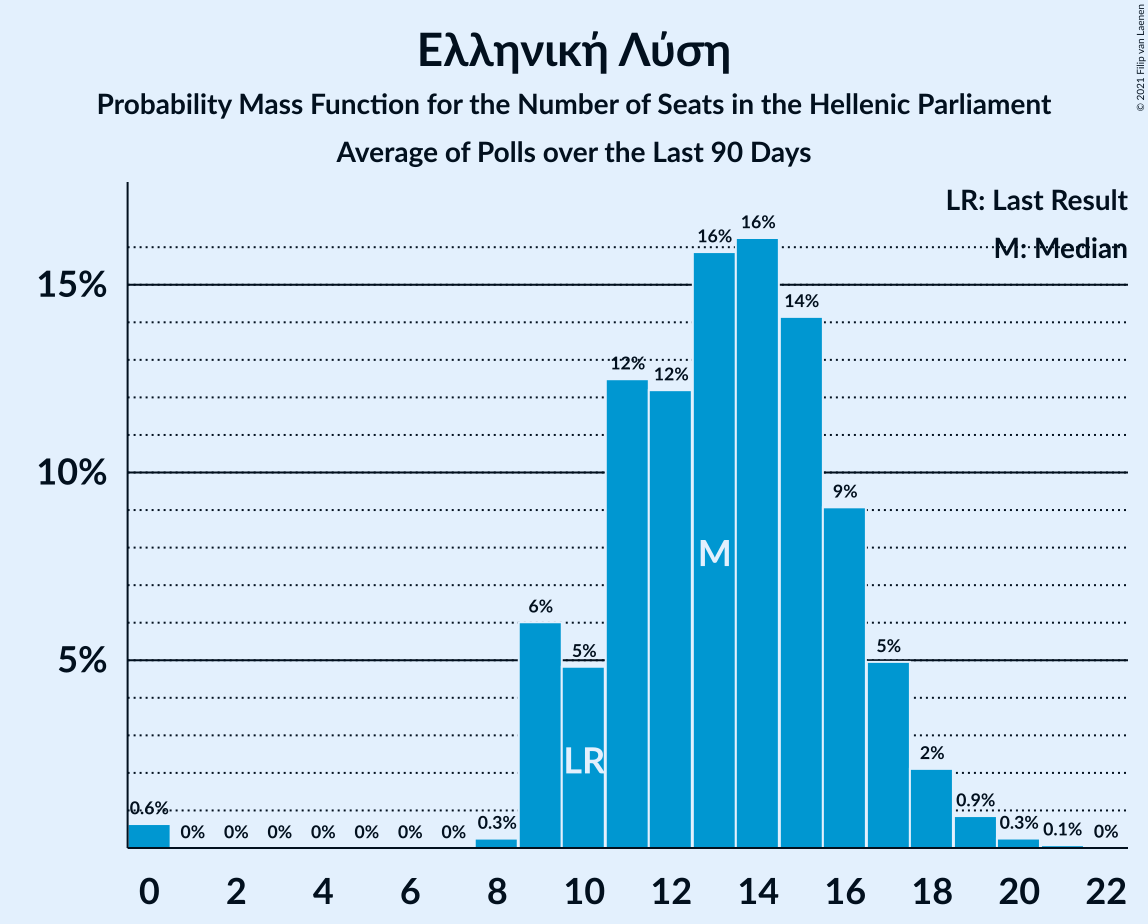 Ελληνική Λύση
Probability Mass Function for the Number of Seats in the Hellenic Parliament
Average of Polls over the Last 90 Days
© 2021 Filip van Laenen
LR: Last Result
M: Median
15%
10%
5%
0.6%
0%
0%
0%
0%
0%
0%
0%
0.3%
6%
5%
12%
12%
16%
16%
14%
9%
5%
2%
0.9%
0.3%
0.1%
0%
M
LR
0 2 4 6 8 10 12 14 16 18 20 22